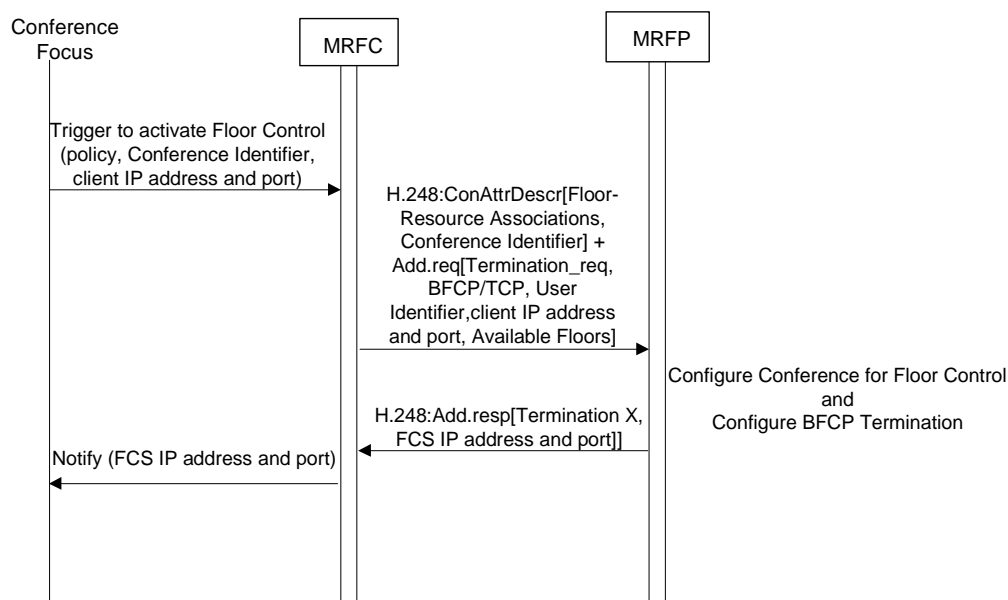 Conference
Focus
MRFC
MRFP
Trigger to activate Floor Control
(policy, Conference Identifier,
client IP address and port)
H.248:ConAttrDescr[Floor-
Resource Associations,
Conference Identifier] +
Add.req[Termination_req,
BFCP/TCP, User
Identifier,client IP address
and port, Available Floors]
Configure Conference for Floor Control
and
Configure BFCP Termination
H.248:Add.resp[Termination X,
FCS IP address and port]]
Notify (FCS IP address and port)